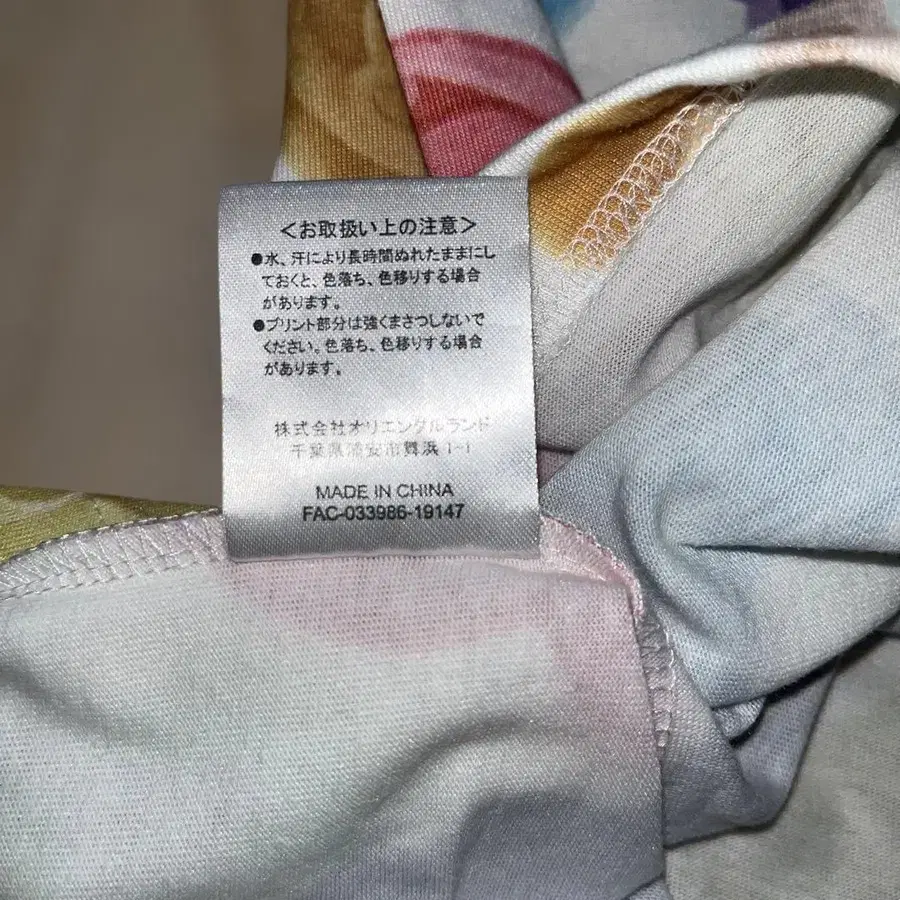 ＜お取扱い上の注意＞
●水、汗により長時間ぬれたままにし
ておくと、色落ち、色移りする場合
があります。
●プリント部分は強くまさつしないで
ください。色落ち、色移りする場合
があります。
株式会社オリエンタルランド
千葉県浦安市舞浜1-1
MADE IN CHINA
FAC-033986-19147